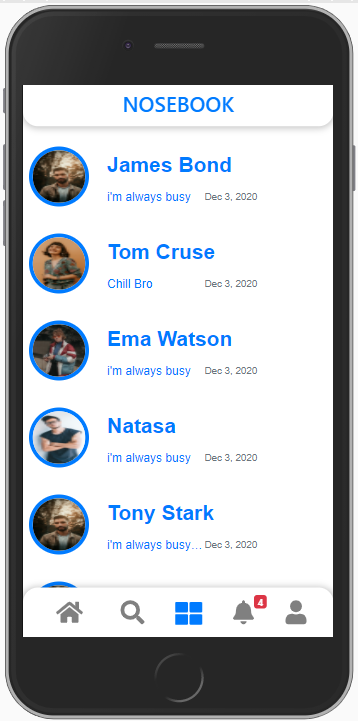 NOSEBOOK
James Bond
i'm always busy Dec 3, 2020
Tom Cruse
Chill Bro Dec 3, 2020
Ema Watson
i'm always busy Dec 3, 2020
Natasa
i'm always busy Dec 3, 2020
Tony Stark
i'm always busy... Dec 3, 2020
4